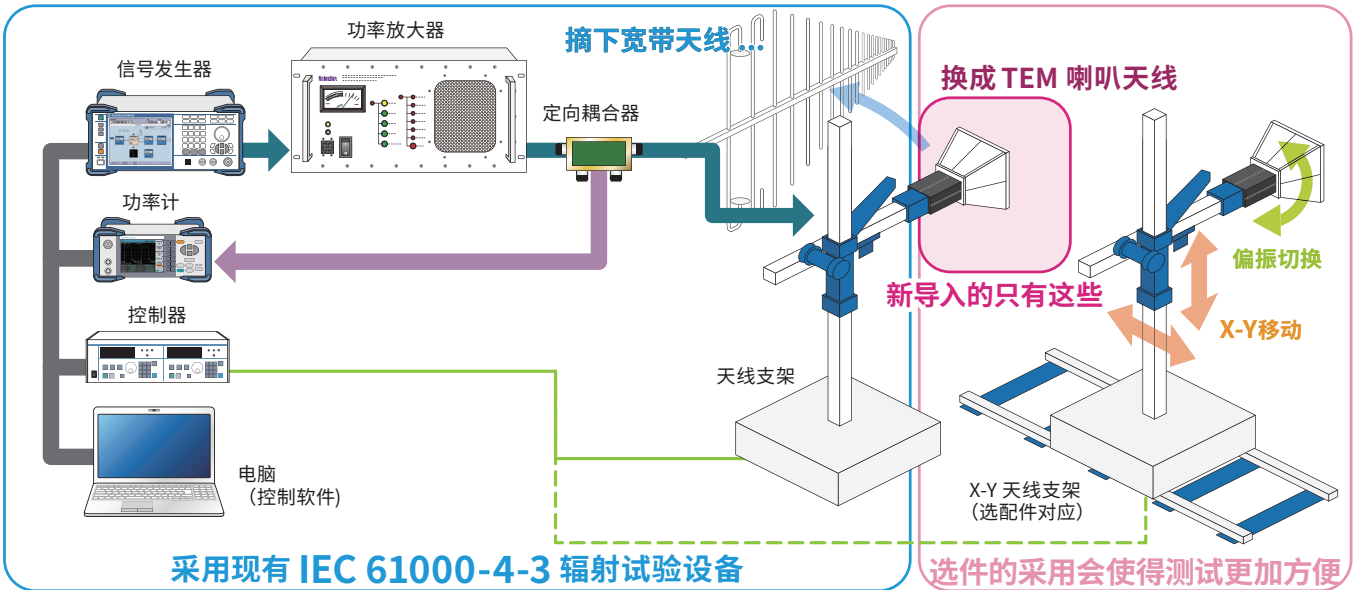 功率放大器
摘下宽带天线 ...
信号发生器
NoiseKen
定向耦合器
换成 TEM 喇叭天线
功率计
偏振切换
新导入的只有这些
控制器
X-Y移动
天线支架
电脑
（控制软件)
X-Y 天线支架
（选配件对应）
采用现有 IEC 61000-4-3 辐射试验设备
选件的采用会使得测试更加方便